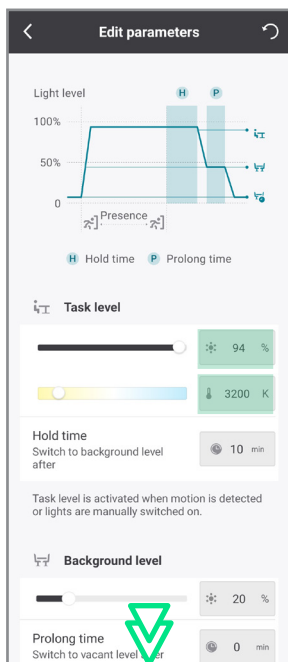 Edit parameters
Light level
H P
100%
50%
0
Presence
H Hold time P Prolong time
Task level
94 %
3200 K
Hold time
Switch to background level
after
10 min
Task level is activated when motion is detected
or lights are manually switched on.
Background level
20 %
Prolong time
Switch to vacant level
0 min